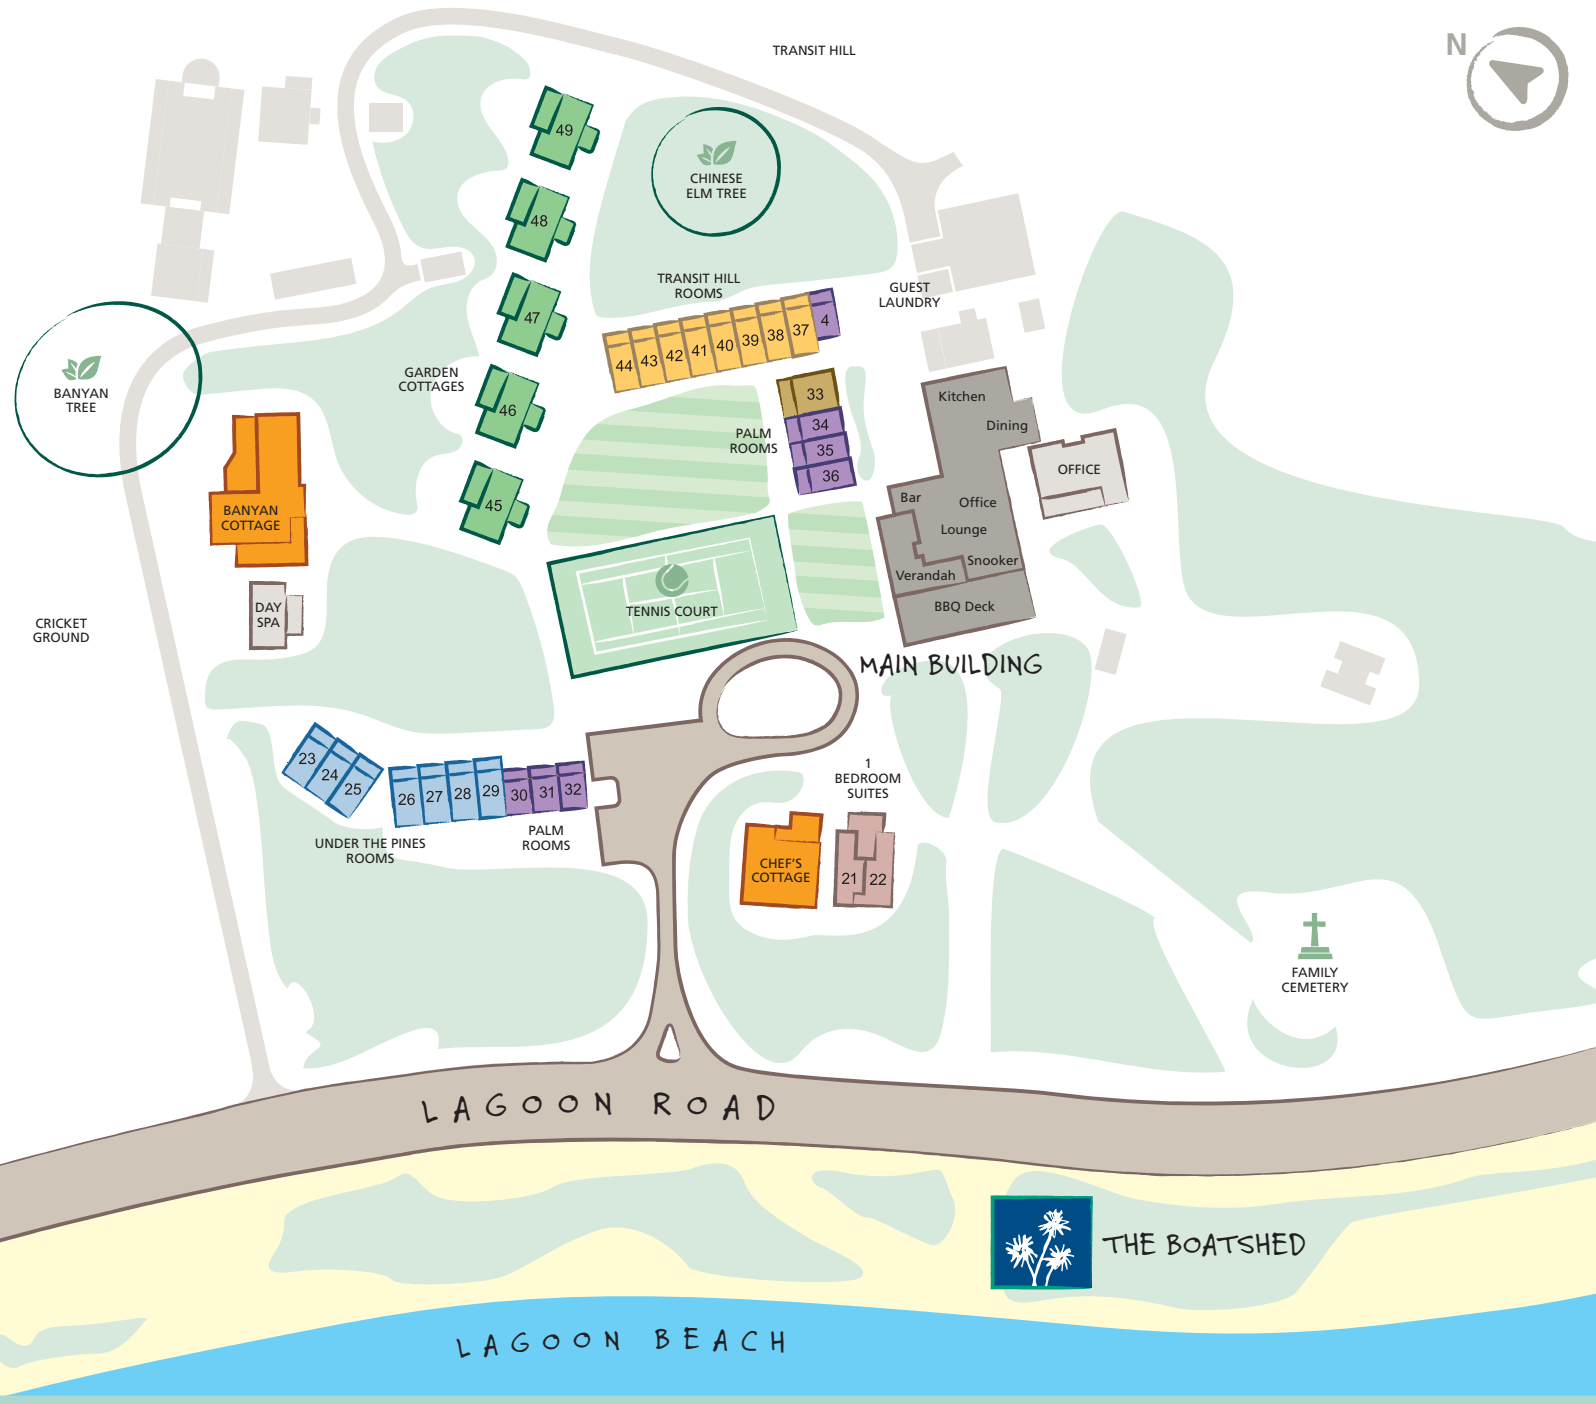 TRANSIT HILL
N
49
CHINESE
ELM TREE
48
TRANSIT HILL
ROOMS
GUEST
LAUNDRY
47
44
43
42
41
40
39
38
37
4
BANYAN
TREE
GARDEN
COTTAGES
46
33
34
35
36
PALM
ROOMS
Kitchen
Dining
OFFICE
Bar
Office
Lounge
Snooker
Verandah
BBQ Deck
45
BANYAN
COTTAGE
DAY
SPA
CRICKET
GROUND
TENNIS COURT
MAIN BUILDING
23
24
25
26
27
28
29
30
31
32
UNDER THE PINES
ROOMS
PALM
ROOMS
1
BEDROOM
SUITES
CHEF'S
COTTAGE
21
22
FAMILY
CEMETERY
LAGOON ROAD
THE BOATSHED
LAGOON BEACH